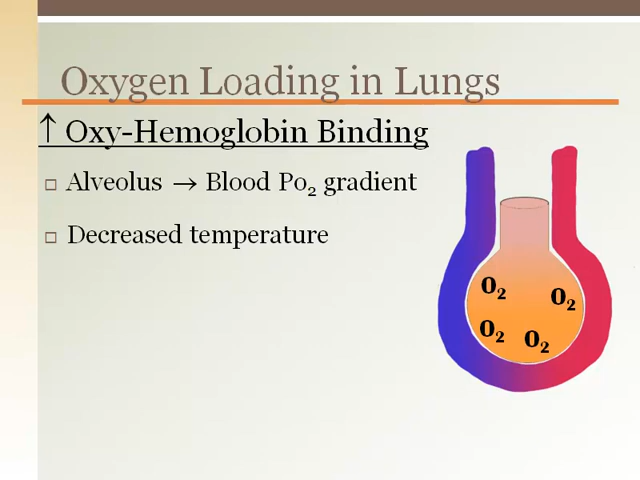 Oxygen Loading in Lungs
↑ Oxy-Hemoglobin Binding
□ Alveolus → Blood Po₂ gradient
□ Decreased temperature
O₂
O₂
O₂
O₂